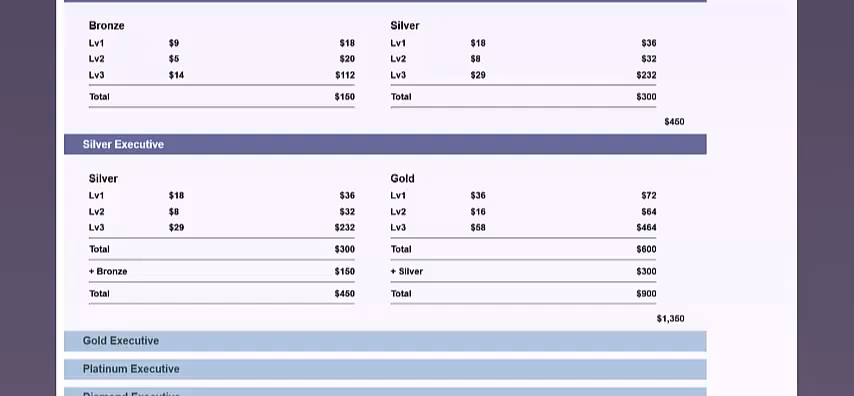 Bronze Silver
Lv1 $9 $18 Lv1 $18 $36
Lv2 $5 $20 Lv2 $8 $32
Lv3 $14 $112 Lv3 $29 $232
Total $150 Total $300
$450
Silver Executive
Silver Gold
Lv1 $18 $36 Lv1 $36 $72
Lv2 $8 $32 Lv2 $16 $64
Lv3 $29 $232 Lv3 $58 $464
Total $300 Total $600
+ Bronze $150 + Silver $300
Total $450 Total $900
$1,350
Gold Executive
Platinum Executive
Diamond Executive